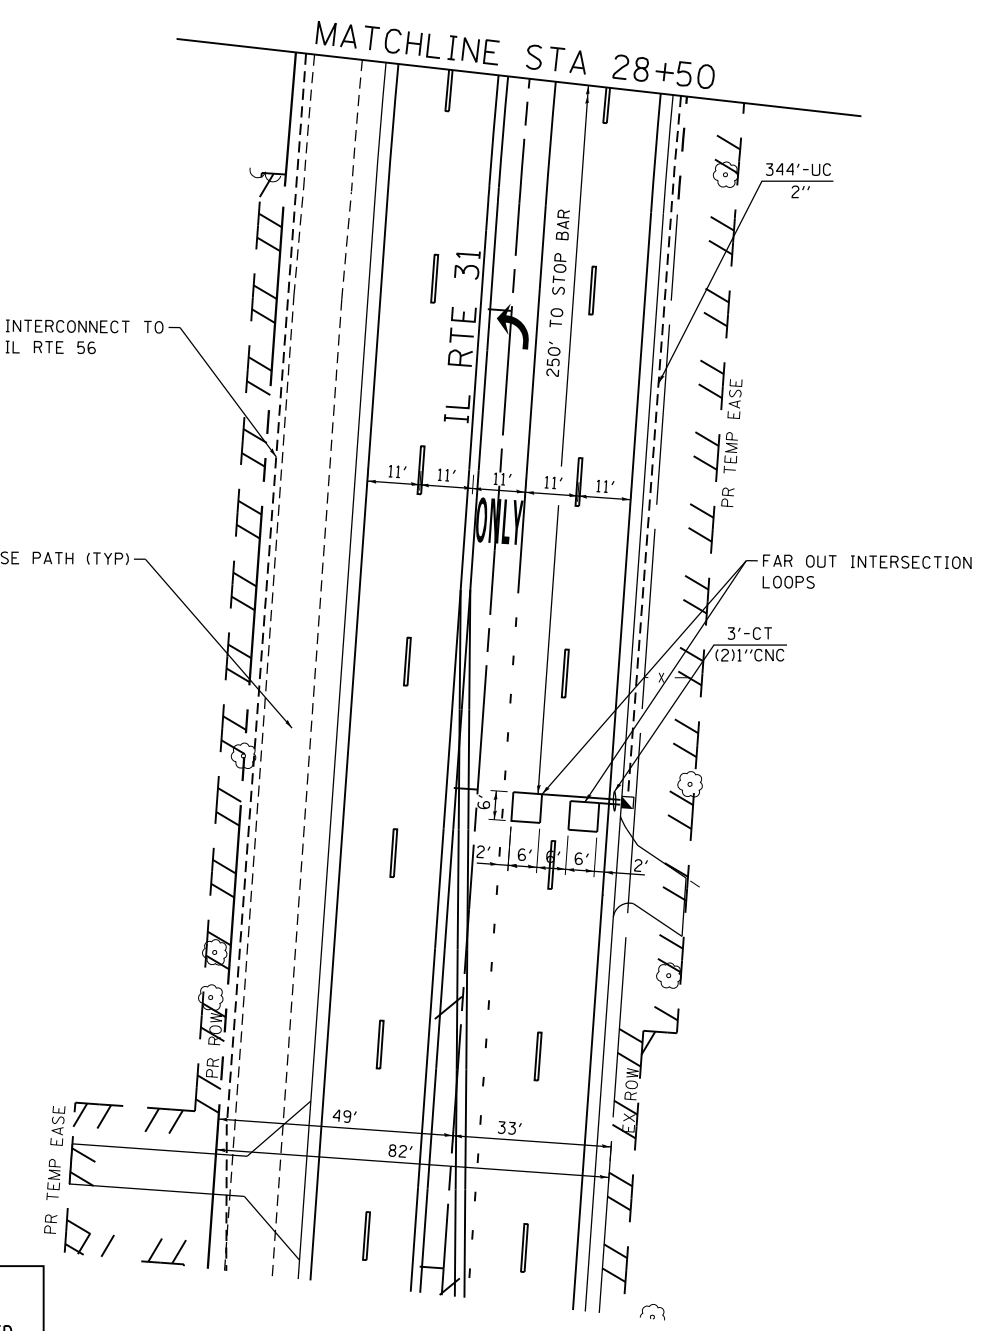 MATCHLINE STA 28+50
344'-UC
2''
250' TO STOP BAR
IL RTE 31
INTERCONNECT TO
IL RTE 56
PR TEMP EASE
11' 11' 11' 11' 11'
ONLY
SE PATH (TYP)
FAR OUT INTERSECTION
LOOPS
3'-CT
(2)1''CNC
X
6'
2' 6' 6' 6' 2'
PR ROW
EX ROW
PR TEMP EASE
49' 33'
82'